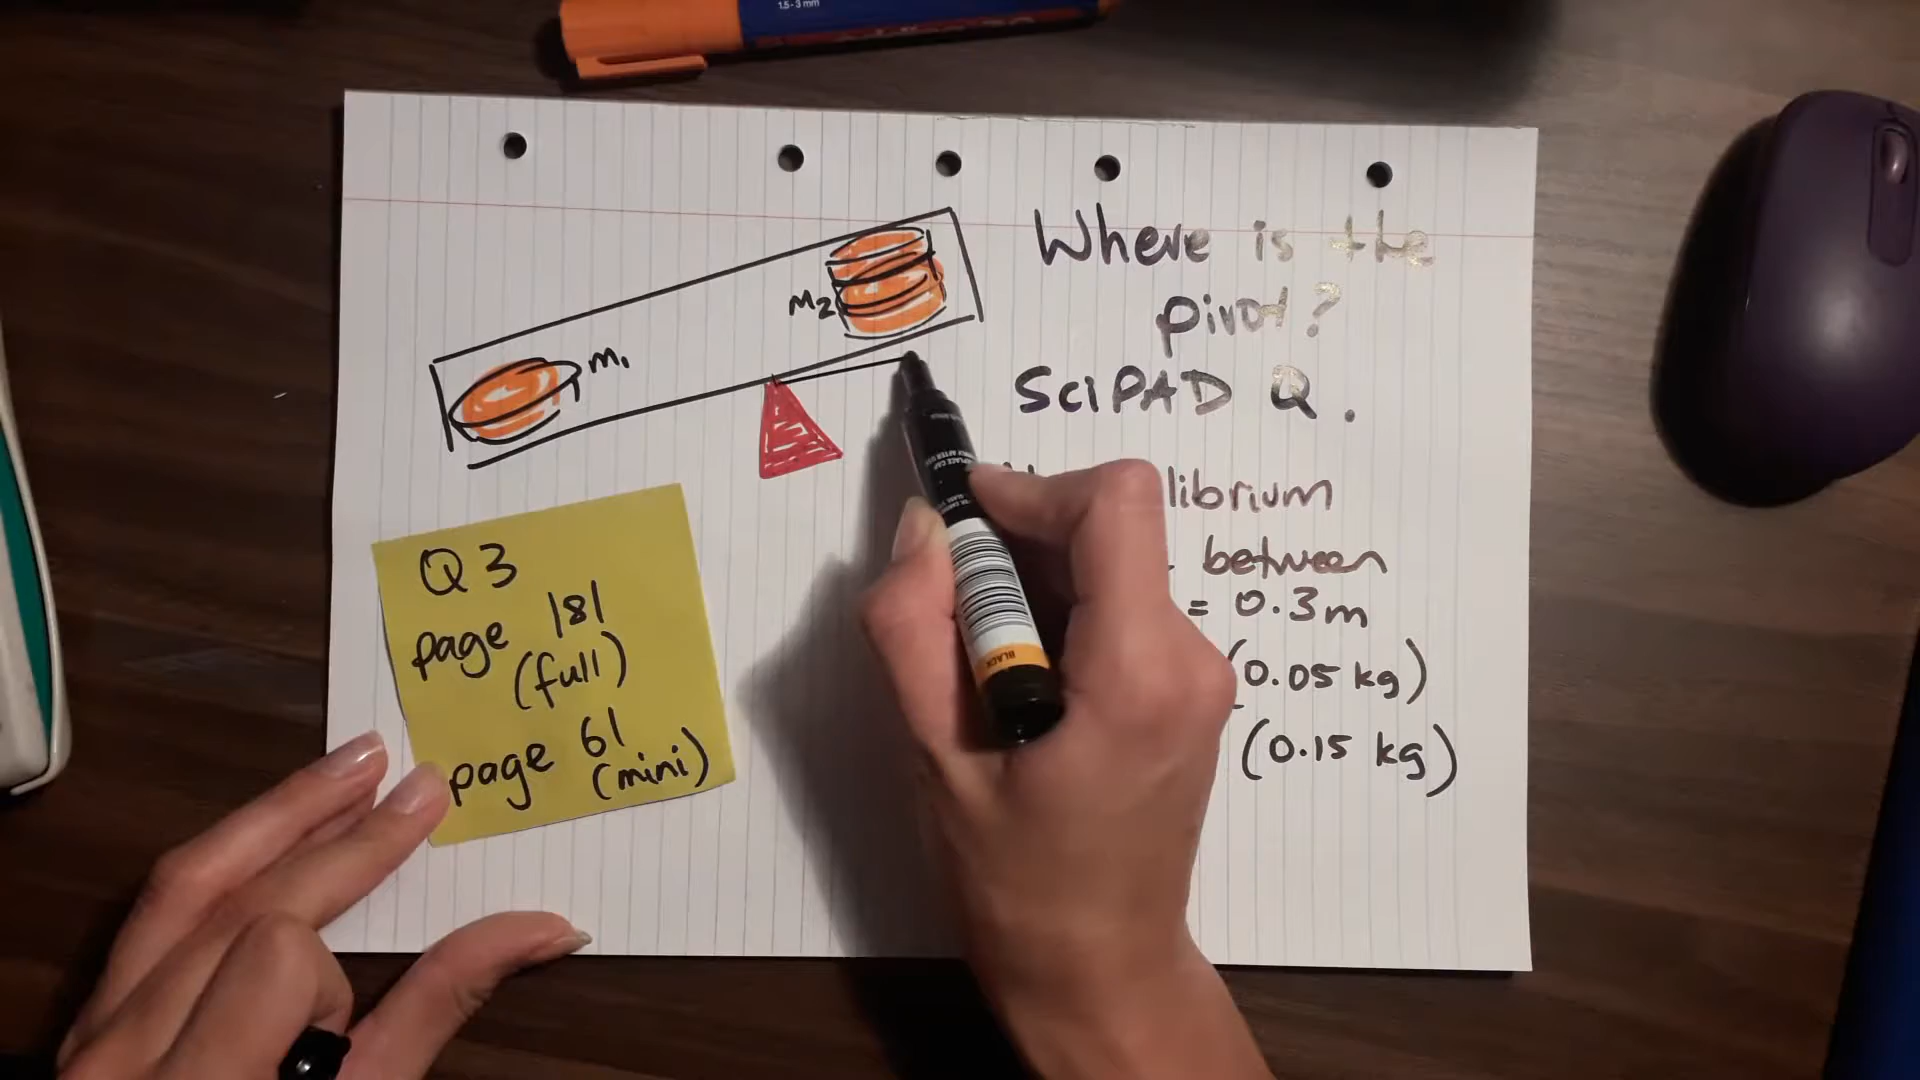 1.5-3 mm
Where is the
pivot?
SCIPAD Q.
m₁
m₂
librium
between
= 0.3m
(0.05 kg)
(0.15 kg)
Q3
page 181
(full)
page 61
(mini)
BLACK